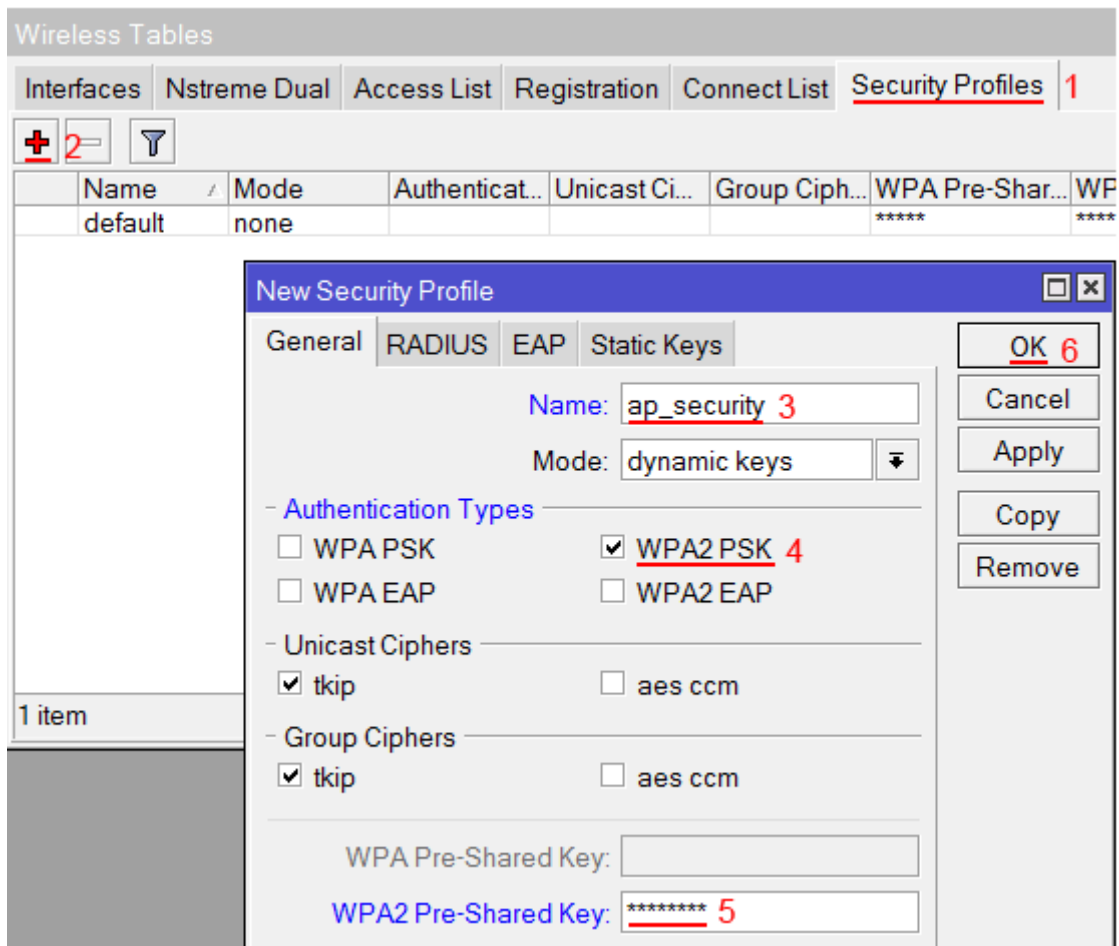 Wireless Tables
Interfaces Nstreme Dual Access List Registration Connect List Security Profiles 1
2
Name Mode Authenticat... Unicast Ci... Group Ciph... WPA Pre-Shar... WP
default none ***** ****
New Security Profile
General RADIUS EAP Static Keys
OK 6
Name: ap_security 3
Cancel
Mode: dynamic keys
Apply
Authentication Types
Copy
WPA PSK WPA2 PSK 4
Remove
WPA EAP WPA2 EAP
Unicast Ciphers
tkip aes ccm
1 item
Group Ciphers
tkip aes ccm
WPA Pre-Shared Key:
WPA2 Pre-Shared Key: ******** 5